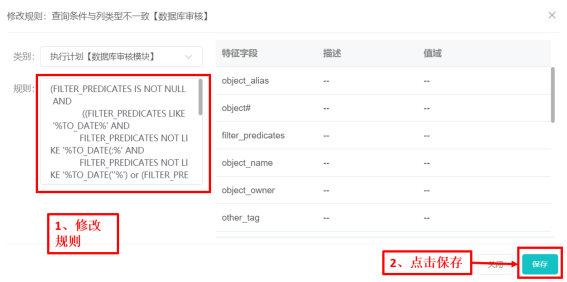 修改规则：查询条件与列类型不一致【数据库审核】
类别：
执行计划【数据库审核模块】
规则：
(FILTER_PREDICATES IS NOT NULL
AND
((FILTER_PREDICATES LIKE
'%TO_DATE%' AND
FILTER_PREDICATES NOT LI
KE '%TO_DATE(:%' AND
FILTER_PREDICATES NOT LI
KE '%TO_DATE(''%') or (FILTER_PRE
特征字段 描述 值域
object_alias -- --
object# -- --
filter_predicates -- --
object_name -- --
object_owner -- --
other_tag -- --
1、修改
规则
2、点击保存
关闭
保存